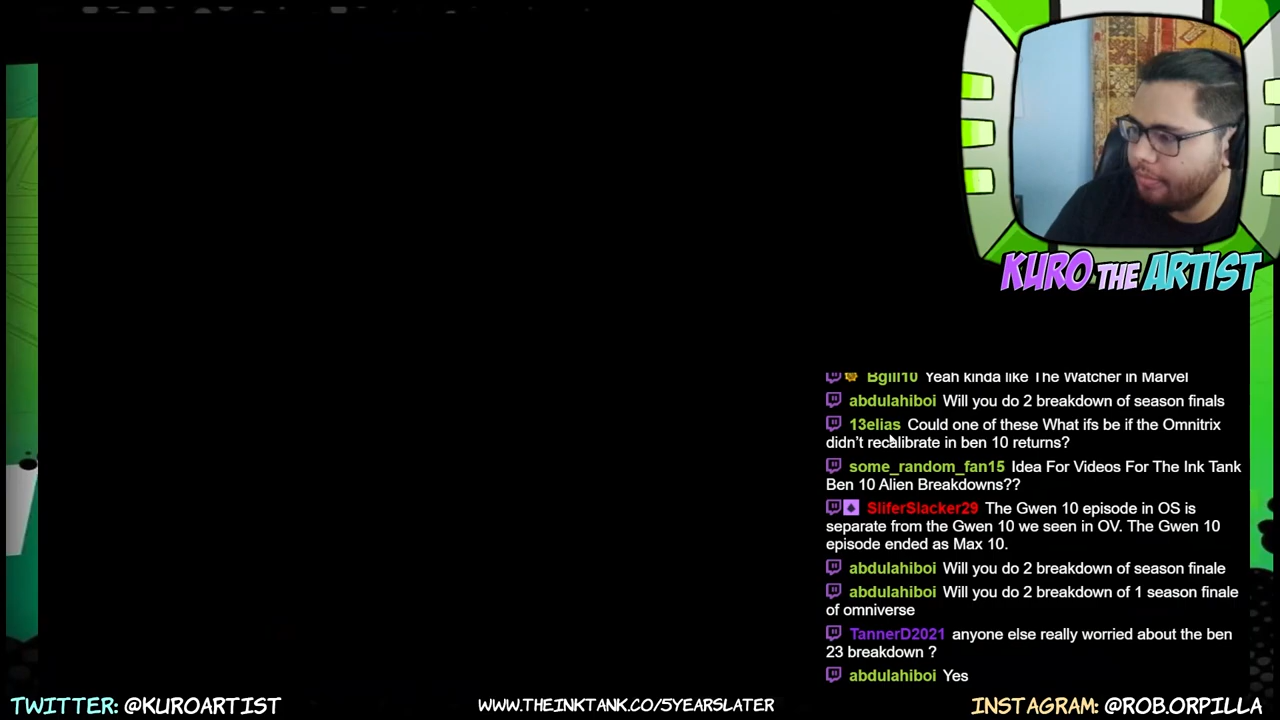 KURO THE ARTIST
Bgill10 Yeah kinda like The Watcher in Marvel
abdulahiboi Will you do 2 breakdown of season finals
13elias Could one of these What ifs be if the Omnitrix
didn't recalibrate in ben 10 returns?
some_random_fan15 Idea For Videos For The Ink Tank
Ben 10 Alien Breakdowns??
SliferSlacker29 The Gwen 10 episode in OS is
separate from the Gwen 10 we seen in OV. The Gwen 10
episode ended as Max 10.
abdulahiboi Will you do 2 breakdown of season finale
abdulahiboi Will you do 2 breakdown of 1 season finale
of omniverse
TannerD2021 anyone else really worried about the ben
23 breakdown ?
abdulahiboi Yes
TWITTER: @KUROARTIST WWW.THEINKTANK.CO/5YEARSLATER INSTAGRAM: @ROB.ORPILLA